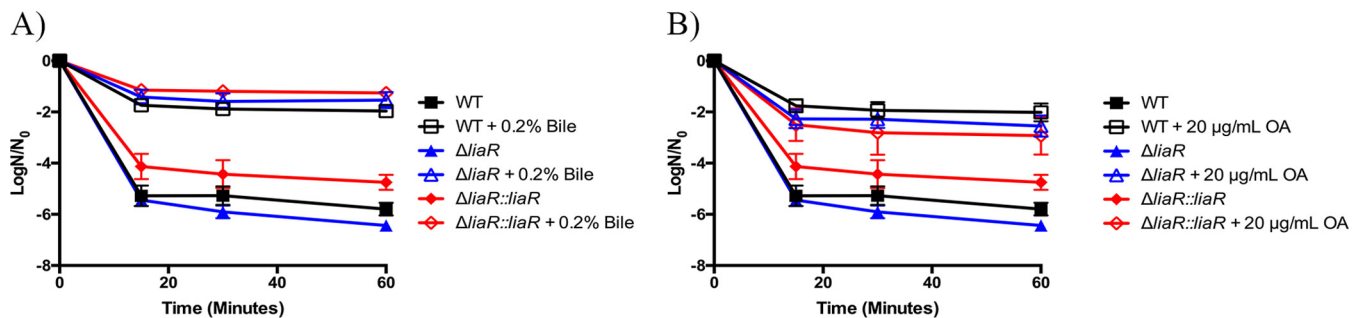 A)
0
-2
-4
-6
-8
LogN/N0
0
20
40
60
Time (Minutes)
WT
WT + 0.2% Bile
ΔliaR
ΔliaR + 0.2% Bile
ΔliaR::liaR
ΔliaR::liaR + 0.2% Bile
B)
0
-2
-4
-6
-8
LogN/N0
0
20
40
60
Time (Minutes)
WT
WT + 20 µg/mL OA
ΔliaR
ΔliaR + 20 µg/mL OA
ΔliaR::liaR
ΔliaR::liaR + 20 µg/mL OA